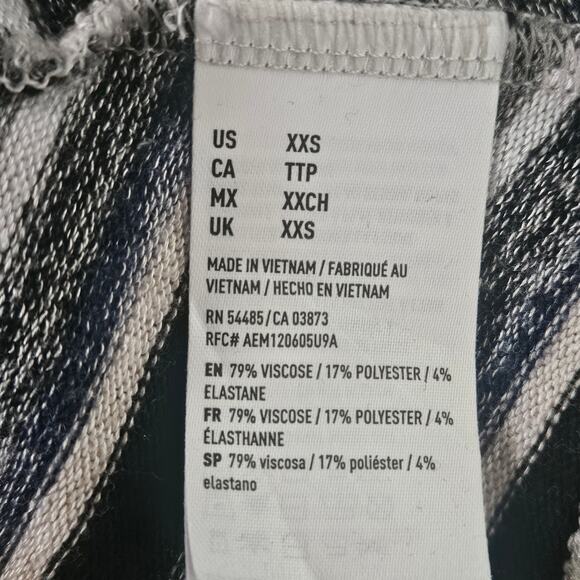 US XXS
CA TTP
MX XXCH
UK XXS
MADE IN VIETNAM / FABRIQUÉ AU
VIETNAM / HECHO EN VIETNAM
RN 54485/CA 03873
RFC# AEM120605U9A
EN 79% VISCOSE / 17% POLYESTER / 4%
ELASTANE
FR 79% VISCOSE / 17% POLYESTER / 4%
ÉLASTHANNE
SP 79% viscosa / 17% poliéster / 4%
elastano